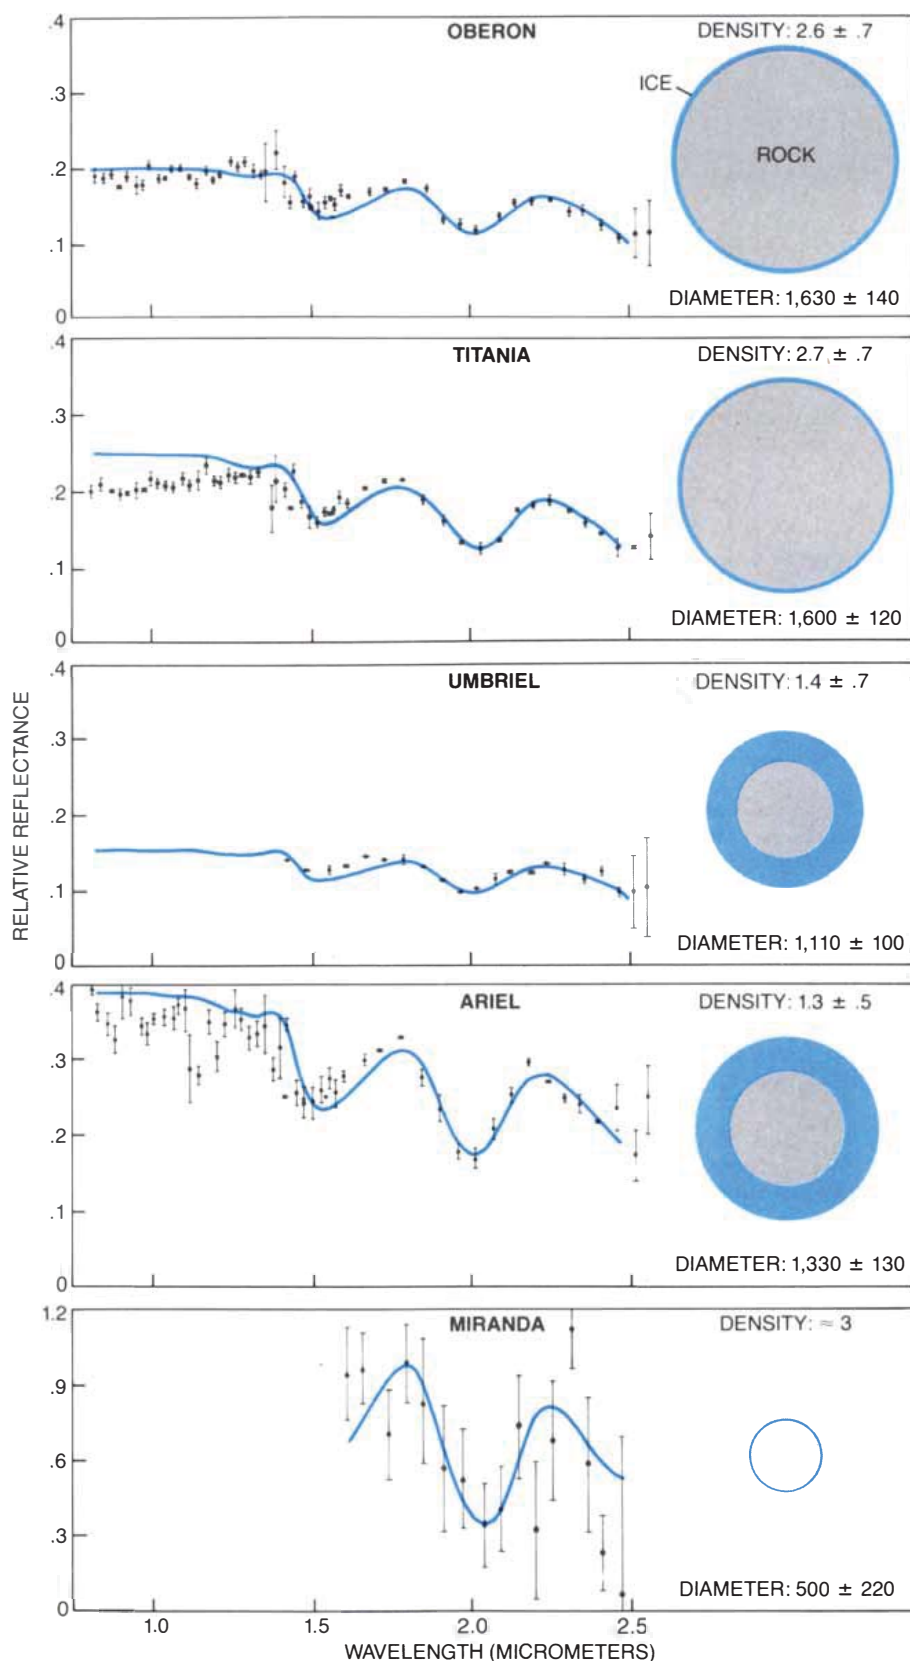 OBERON
DENSITY: 2.6 ± .7
.4
.3
.2
.1
0
ICE
ROCK
DIAMETER: 1,630 ± 140
TITANIA
DENSITY: 2.7 ± .7
.4
.3
.2
.1
0
DIAMETER: 1,600 ± 120
UMBRIEL
DENSITY: 1.4 ± .7
.4
.3
.2
.1
0
DIAMETER: 1,110 ± 100
RELATIVE REFLECTANCE
ARIEL
DENSITY: 1.3 ± .5
.4
.3
.2
.1
0
DIAMETER: 1,330 ± 130
MIRANDA
DENSITY: ≈ 3
1.2
.9
.6
.3
0
DIAMETER: 500 ± 220
1.0 1.5 2.0 2.5
WAVELENGTH (MICROMETERS)